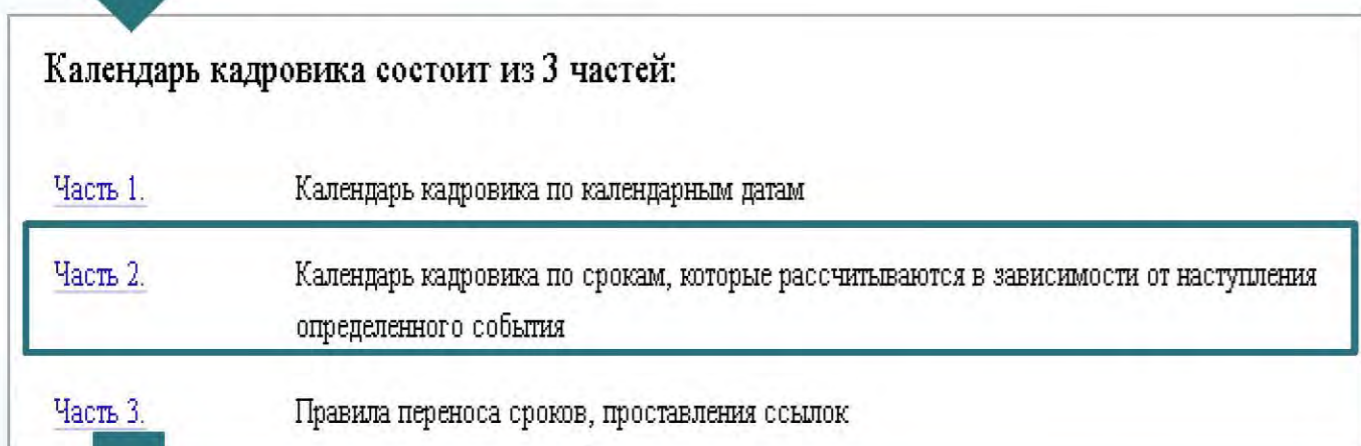 Календарь кадровика состоит из 3 частей:
Часть 1. Календарь кадровика по календарным датам
Часть 2. Календарь кадровика по срокам, которые рассчитываются в зависимости от наступления
определенного события
Часть 3. Правила переноса сроков, проставления ссылок